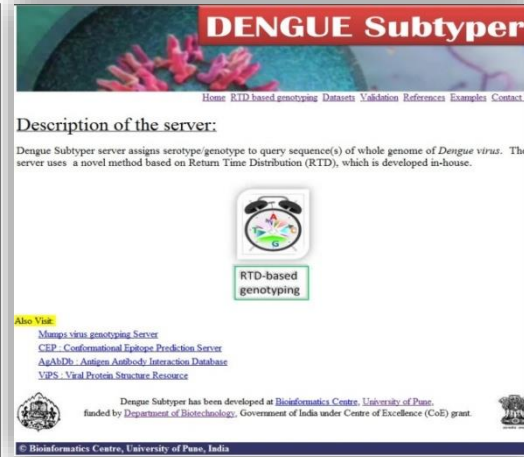 DENGUE Subtyper
Home RTD based genotyping Datasets Validation References Examples Contact
Description of the server:
Dengue Subtyper server assigns serotype/genotype to query sequence(s) of whole genome of Dengue virus. The
server uses a novel method based on Return Time Distribution (RTD), which is developed in-house.
A
T
G
RTD-based
genotyping
Also Visit:
Mumps virus genotyping Server
CEP : Conformational Epitope Prediction Server
AgAbDb : Antigen Antibody Interaction Database
ViPS : Viral Protein Structure Resource
Dengue Subtyper has been developed at Bioinformatics Centre, University of Pune,
funded by Department of Biotechnology, Government of India under Centre of Excellence (CoE) grant.
© Bioinformatics Centre, University of Pune, India